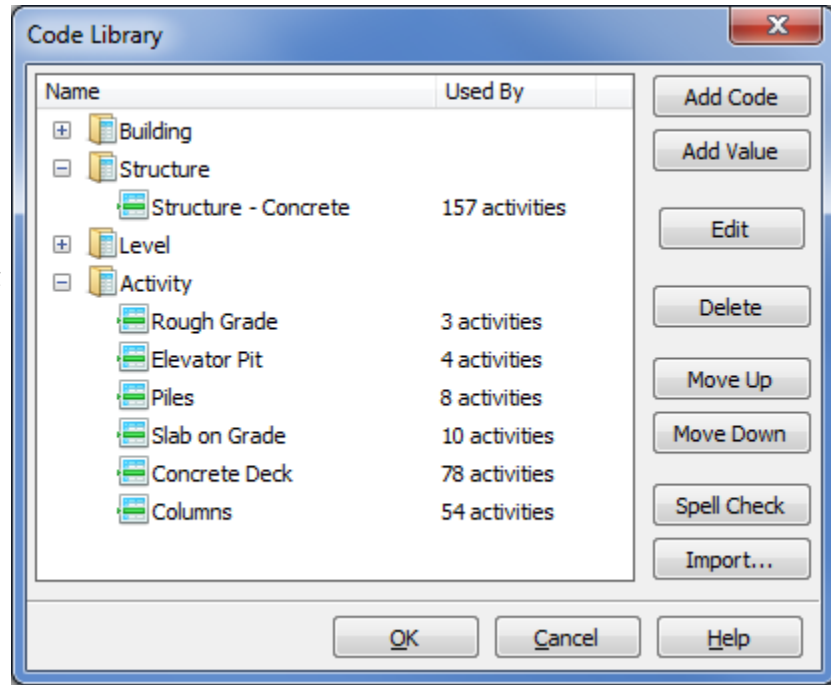 Code Library
Name Used By
Building
Structure
Structure - Concrete 157 activities
Level
Activity
Rough Grade 3 activities
Elevator Pit 4 activities
Piles 8 activities
Slab on Grade 10 activities
Concrete Deck 78 activities
Columns 54 activities
Add Code
Add Value
Edit
Delete
Move Up
Move Down
Spell Check
Import...
OK Cancel Help